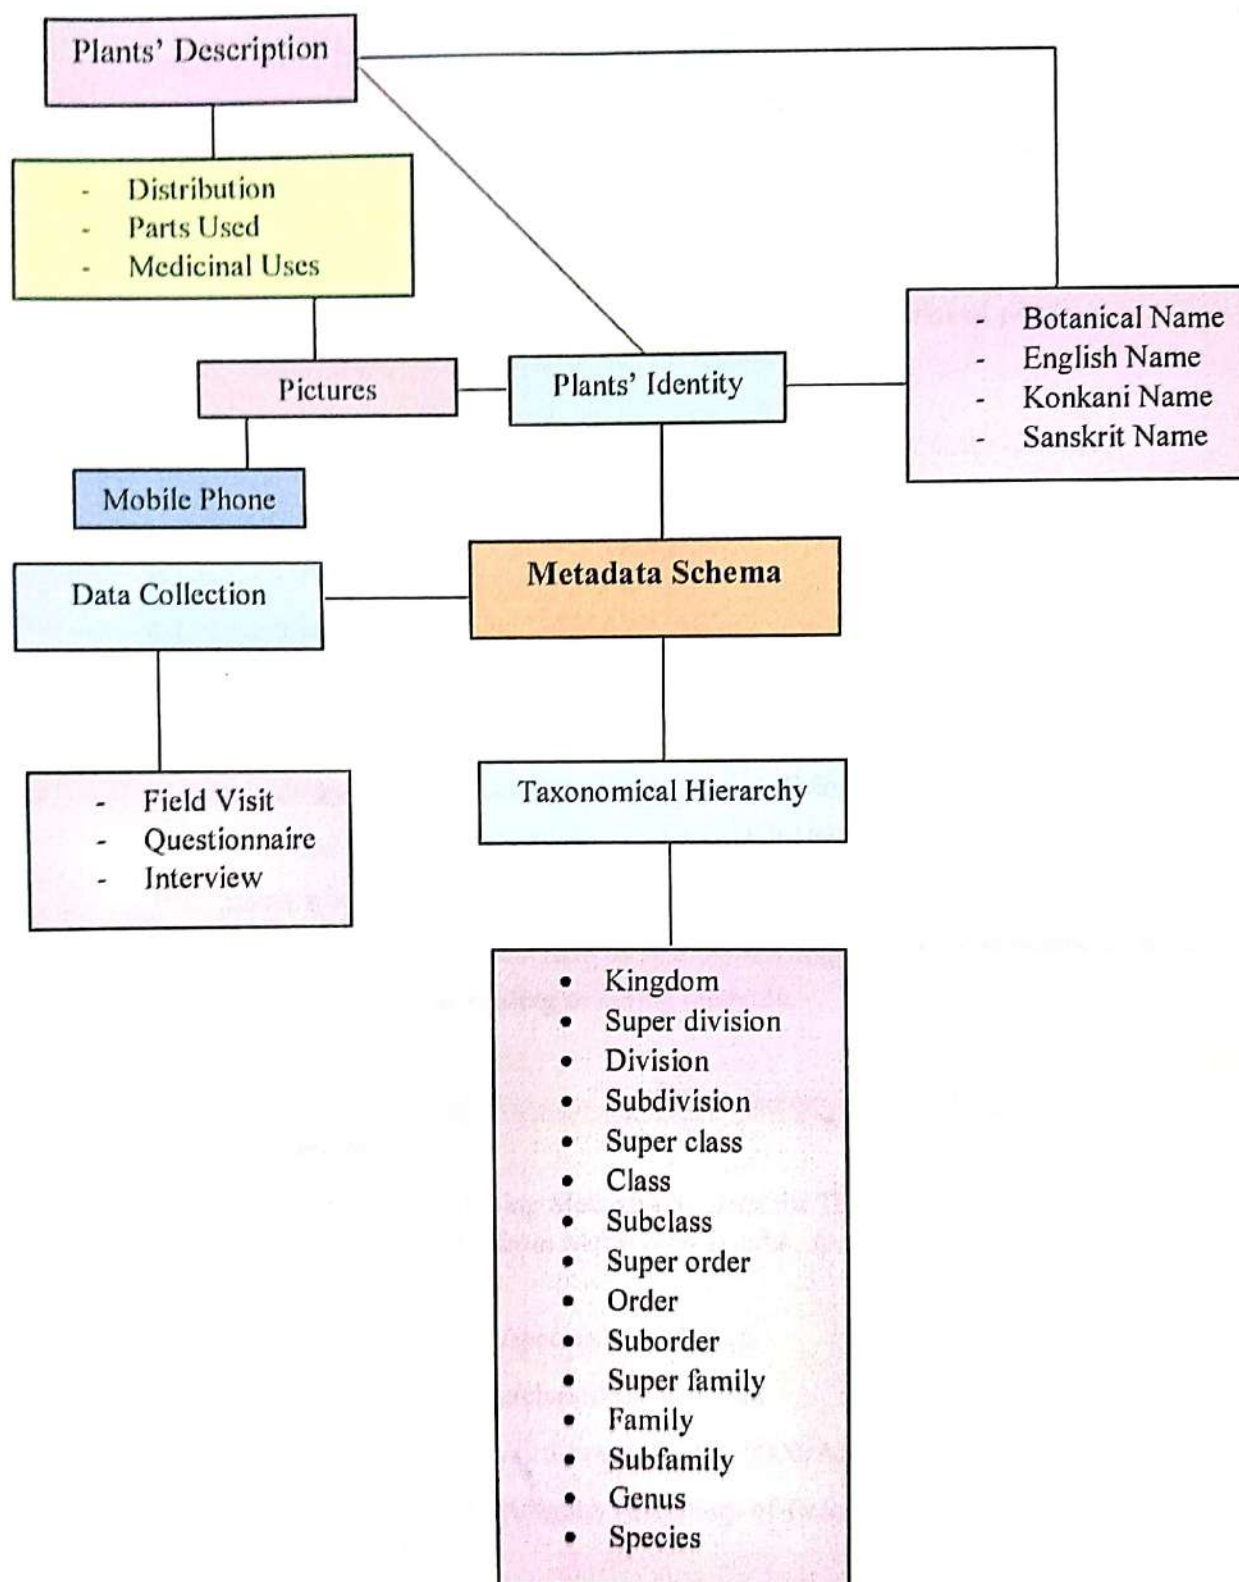 Plants' Description
- Distribution
- Parts Used
- Medicinal Uses
- Botanical Name
- English Name
- Konkani Name
- Sanskrit Name
Pictures
Plants' Identity
Mobile Phone
Metadata Schema
Data Collection
Taxonomical Hierarchy
- Field Visit
- Questionnaire
- Interview
• Kingdom
• Super division
• Division
• Subdivision
• Super class
• Class
• Subclass
• Super order
• Order
• Suborder
• Super family
• Family
• Subfamily
• Genus
• Species